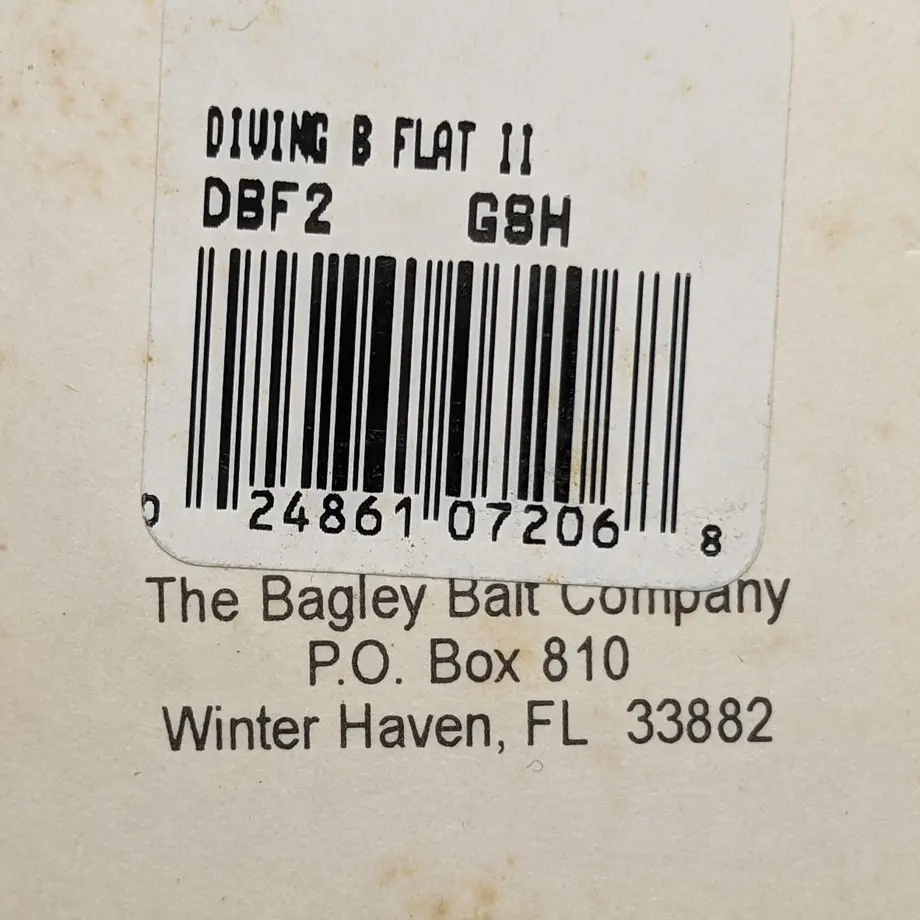 DIVING B FLAT II
DBF2 GSH
0 24861 07206 8
The Bagley Bait Company
P.O. Box 810
Winter Haven, FL 33882